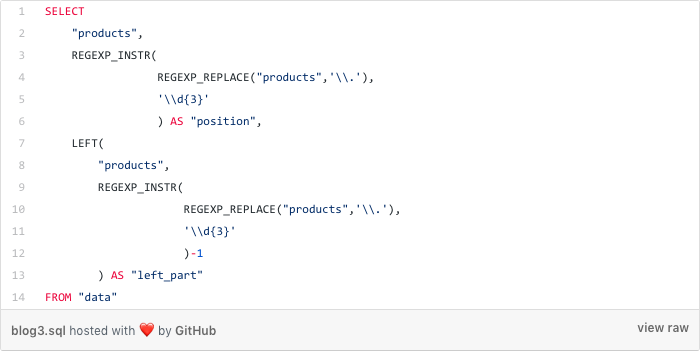 1 SELECT
2 "products",
3 REGEXP_INSTR(
4 REGEXP_REPLACE("products",'\\.'),
5 '\\d{3}'
6 ) AS "position",
7 LEFT(
8 "products",
9 REGEXP_INSTR(
10 REGEXP_REPLACE("products",'\\.'),
11 '\\d{3}'
12 )-1
13 ) AS "left_part"
14 FROM "data"
blog3.sql hosted with ❤ by GitHub view raw